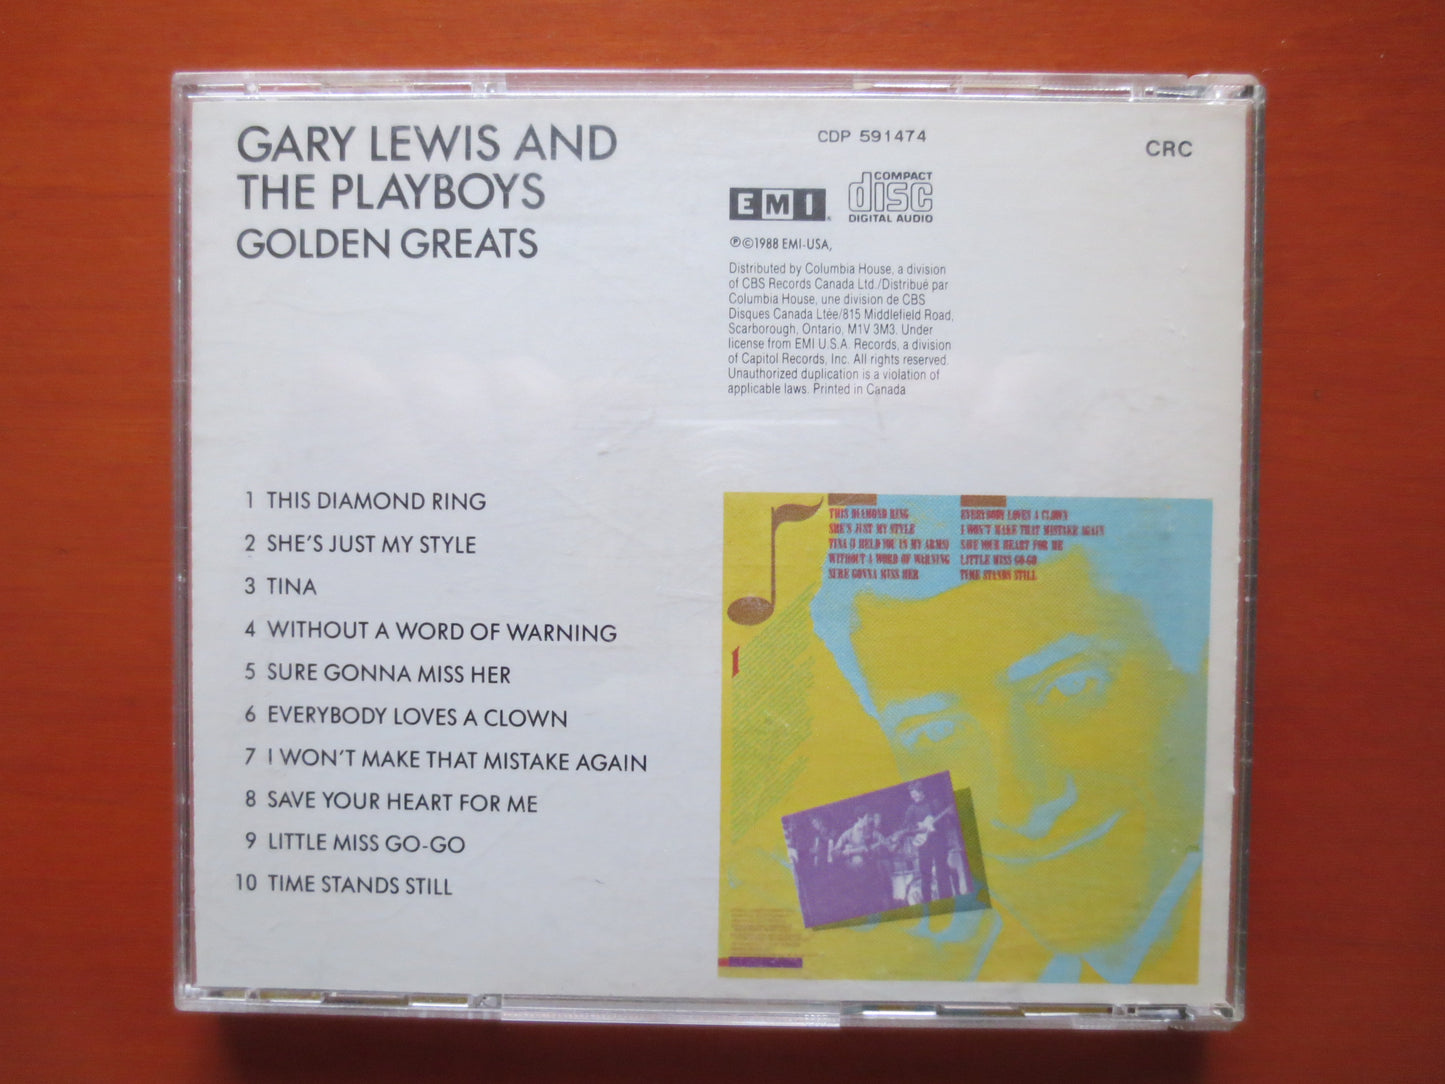 GARY LEWIS AND
THE PLAYBOYS
GOLDEN GREATS
CDP 591474
CRC
EMI
COMPACT
disc
DIGITAL AUDIO
℗©1988 EMI-USA,
Distributed by Columbia House, a division
of CBS Records Canada Ltd./Distribué par
Columbia House, une division de CBS
Disques Canada Ltée/815 Middlefield Road,
Scarborough, Ontario, M1V 3M3. Under
license from EMI U.S.A. Records, a division
of Capitol Records, Inc. All rights reserved.
Unauthorized duplication is a violation of
applicable laws. Printed in Canada
1 THIS DIAMOND RING
2 SHE'S JUST MY STYLE
3 TINA
4 WITHOUT A WORD OF WARNING
5 SURE GONNA MISS HER
6 EVERYBODY LOVES A CLOWN
7 I WON'T MAKE THAT MISTAKE AGAIN
8 SAVE YOUR HEART FOR ME
9 LITTLE MISS GO-GO
10 TIME STANDS STILL
THIS DIAMOND RING
SHE'S JUST MY STYLE
TINA (I HELD YOU IN MY ARMS)
WITHOUT A WORD OF WARNING
SURE GONNA MISS HER
EVERYBODY LOVES A CLOWN
I WON'T MAKE THAT MISTAKE AGAIN
SAVE YOUR HEART FOR ME
LITTLE MISS GO-GO
TIME STANDS STILL